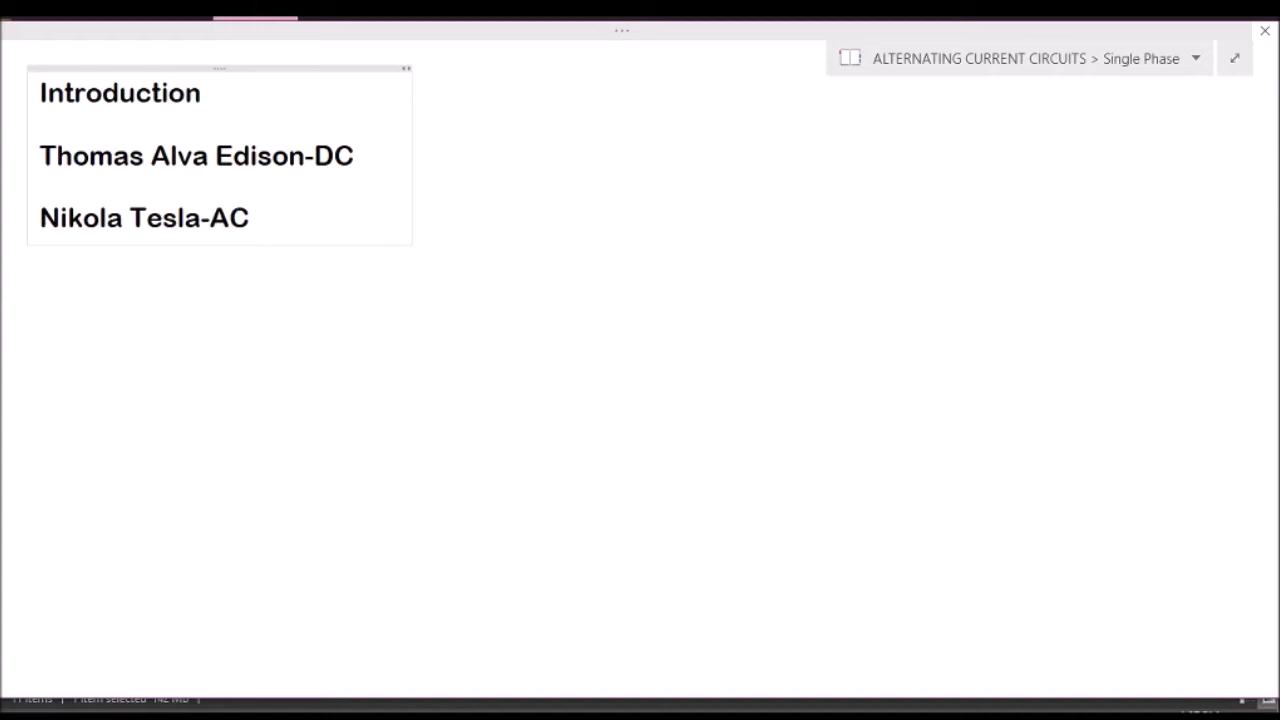 ALTERNATING CURRENT CIRCUITS > Single Phase
Introduction
Thomas Alva Edison-DC
Nikola Tesla-AC